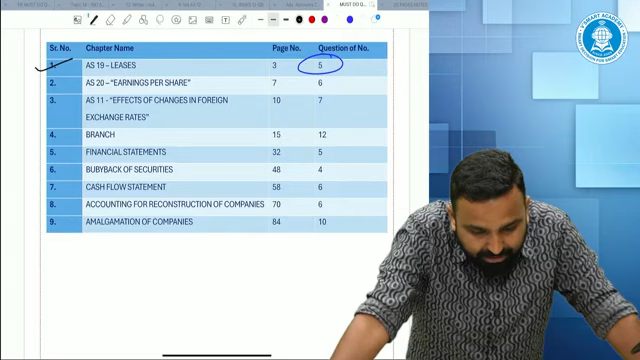 MUST DO Q
Sr. No. Chapter Name Page No. Question of No.
1. AS 19 – LEASES 3 5
2. AS 20 – "EARNINGS PER SHARE" 7 6
3. AS 11 - "EFFECTS OF CHANGES IN FOREIGN 10 7
EXCHANGE RATES"
4. BRANCH 15 12
5. FINANCIAL STATEMENTS 32 5
6. BUBYBACK OF SECURITIES 48 4
7. CASH FLOW STATEMENT 58 6
8. ACCOUNTING FOR RECONSTRUCTION OF COMPANIES 70 6
9. AMALGAMATION OF COMPANIES 84 10